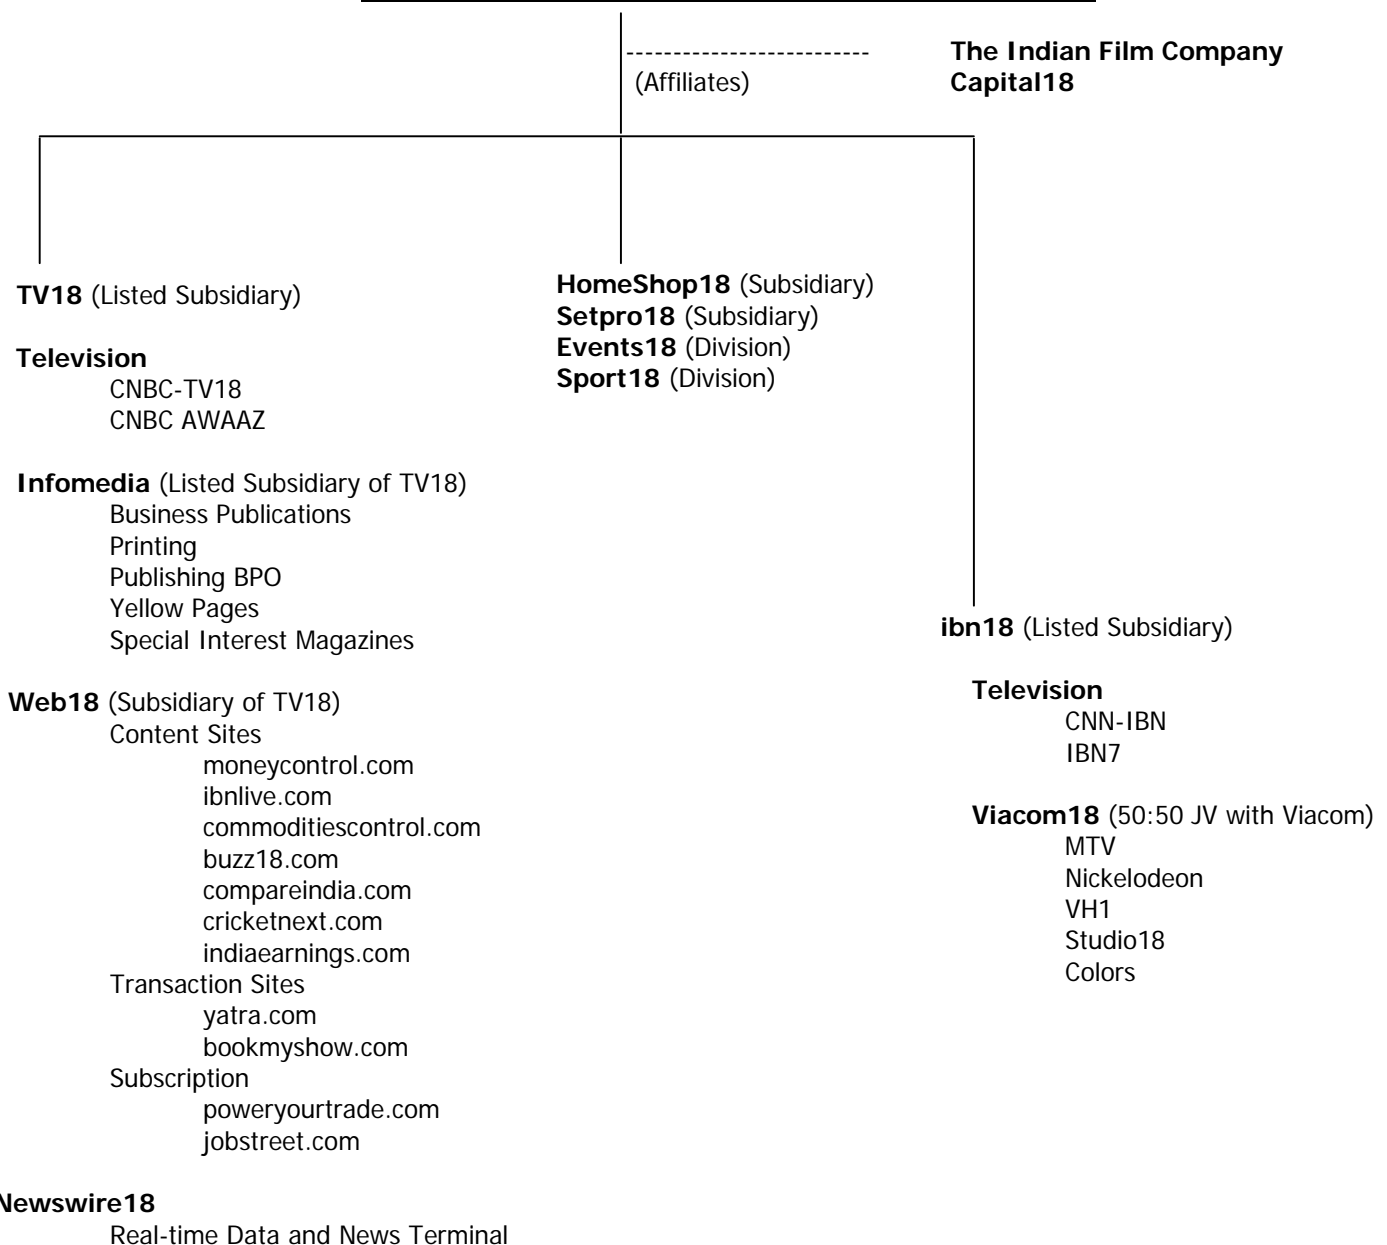 (Affiliates)
The Indian Film Company
Capital18
TV18 (Listed Subsidiary)
Television
CNBC-TV18
CNBC AWAAZ
Infomedia (Listed Subsidiary of TV18)
Business Publications
Printing
Publishing BPO
Yellow Pages
Special Interest Magazines
Web18 (Subsidiary of TV18)
Content Sites
moneycontrol.com
ibnlive.com
commoditiescontrol.com
buzz18.com
compareindia.com
cricketnext.com
indiaearnings.com
Transaction Sites
yatra.com
bookmyshow.com
Subscription
poweryourtrade.com
jobstreet.com
Newswire18
Real-time Data and News Terminal
HomeShop18 (Subsidiary)
Setpro18 (Subsidiary)
Events18 (Division)
Sport18 (Division)
ibn18 (Listed Subsidiary)
Television
CNN-IBN
IBN7
Viacom18 (50:50 JV with Viacom)
MTV
Nickelodeon
VH1
Studio18
Colors